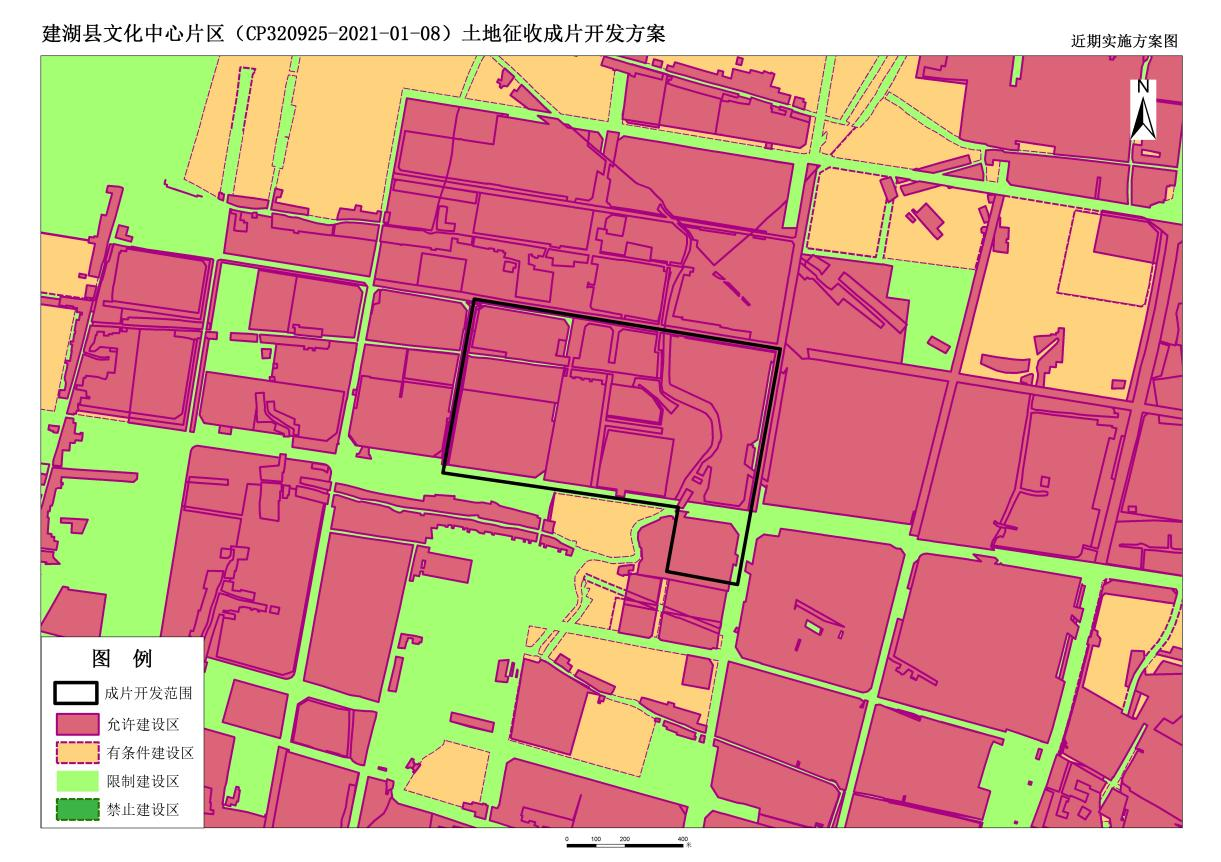 建湖县文化中心片区（CP320925-2021-01-08）土地征收成片开发方案
近期实施方案图
N
图 例
成片开发范围
允许建设区
有条件建设区
限制建设区
禁止建设区
0 100 200 400
米